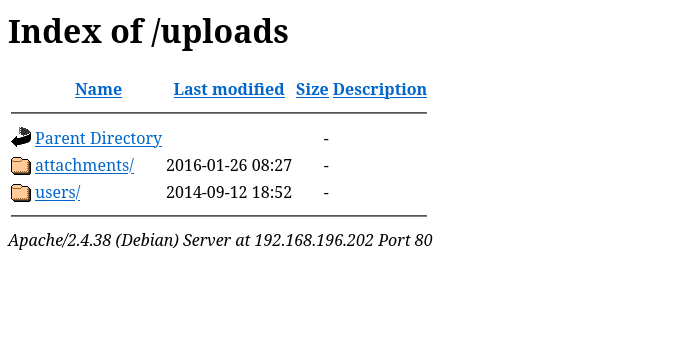 Index of /uploads
Name Last modified Size Description
Parent Directory -
attachments/ 2016-01-26 08:27 -
users/ 2014-09-12 18:52 -
Apache/2.4.38 (Debian) Server at 192.168.196.202 Port 80